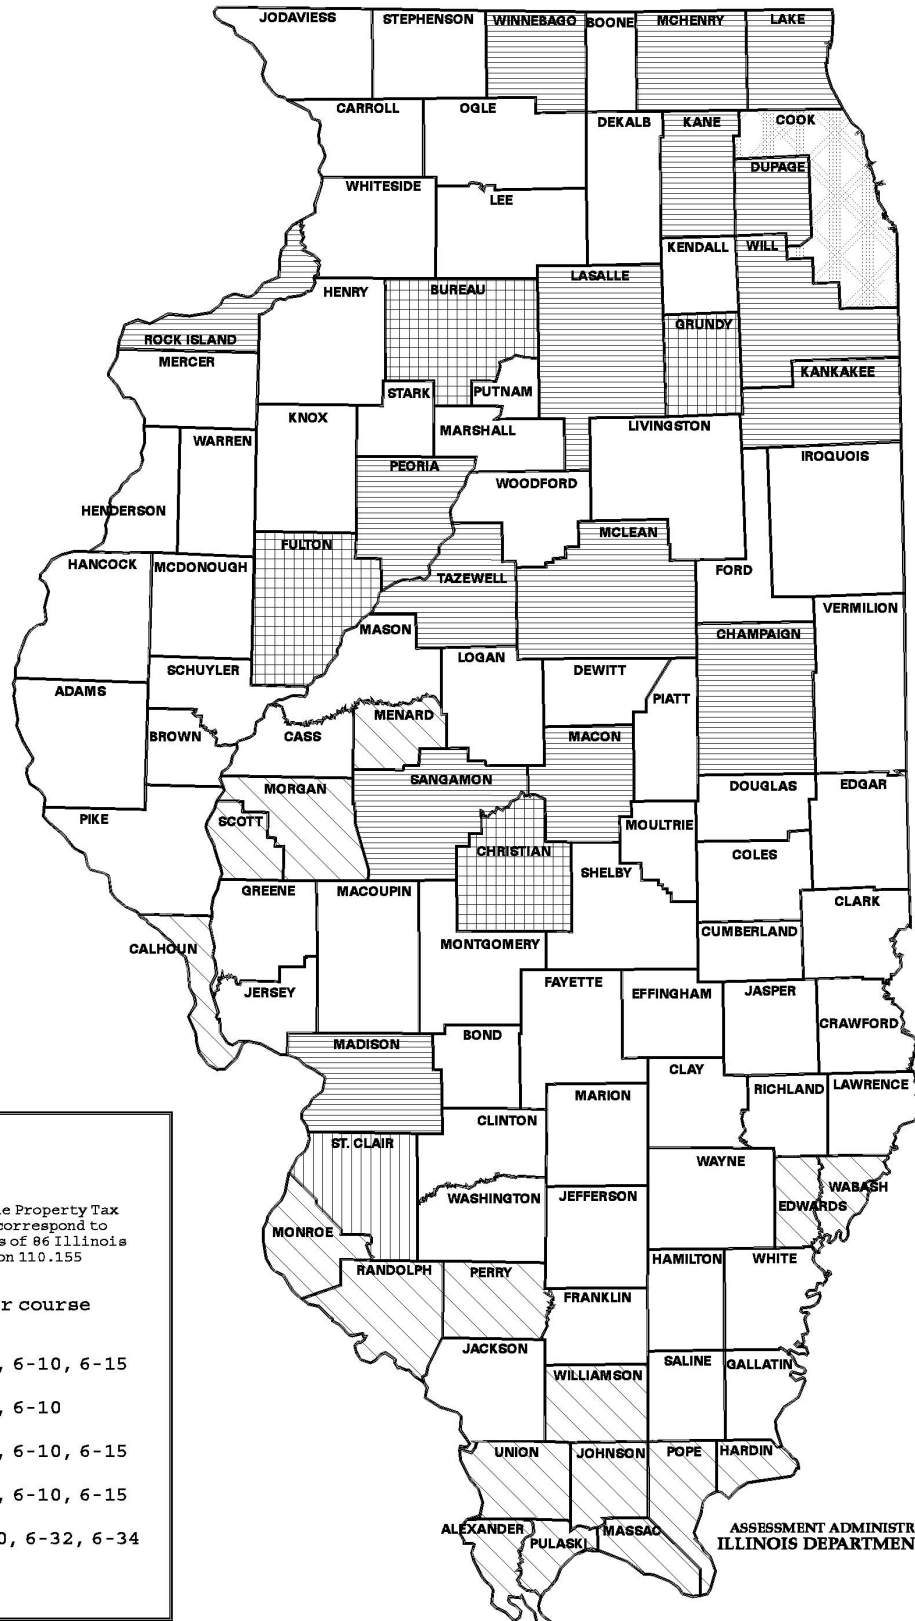 JODAVIESS STEPHENSON WINNEBAGO BOONE MCHENRY LAKE
CARROLL OGLE DEKALB KANE COOK
DUPAGE
WHITESIDE LEE
KENDALL WILL
HENRY BUREAU LASALLE
ROCK ISLAND GRUNDY
MERCER KANKAKEE
STARK PUTNAM
KNOX MARSHALL LIVINGSTON
WARREN IROQUOIS
PEORIA WOODFORD
HENDERSON
FULTON MCLEAN
HANCOCK MCDONOUGH FORD
TAZEWELL
VERMILION
MASON CHAMPAIGN
LOGAN
SCHUYLER DEWITT
ADAMS PIATT
MENARD
BROWN CASS MACON
SANGAMON
MORGAN DOUGLAS EDGAR
PIKE SCOTT MOULTRIE
CHRISTIAN COLES
SHELBY
GREENE MACOUPIN CLARK
CUMBERLAND
CALHOUN MONTGOMERY
FAYETTE
JERSEY EFFINGHAM JASPER
CRAWFORD
MADISON BOND
CLAY
MARION RICHLAND LAWRENCE
CLINTON
ST. CLAIR
WAYNE
WABASH
WASHINGTON JEFFERSON
EDWARDS
MONROE
HAMILTON WHITE
RANDOLPH PERRY
FRANKLIN
JACKSON
SALINE GALLATIN
WILLIAMSON
UNION JOHNSON POPE HARDIN
ALEXANDER MASSAC
PULASKI
e Property Tax
correspond to
s of 86 Illinois
on 110.155
r course
, 6-10, 6-15
, 6-10
, 6-10, 6-15
, 6-10, 6-15
0, 6-32, 6-34
ASSESSMENT ADMINISTR
ILLINOIS DEPARTMEN